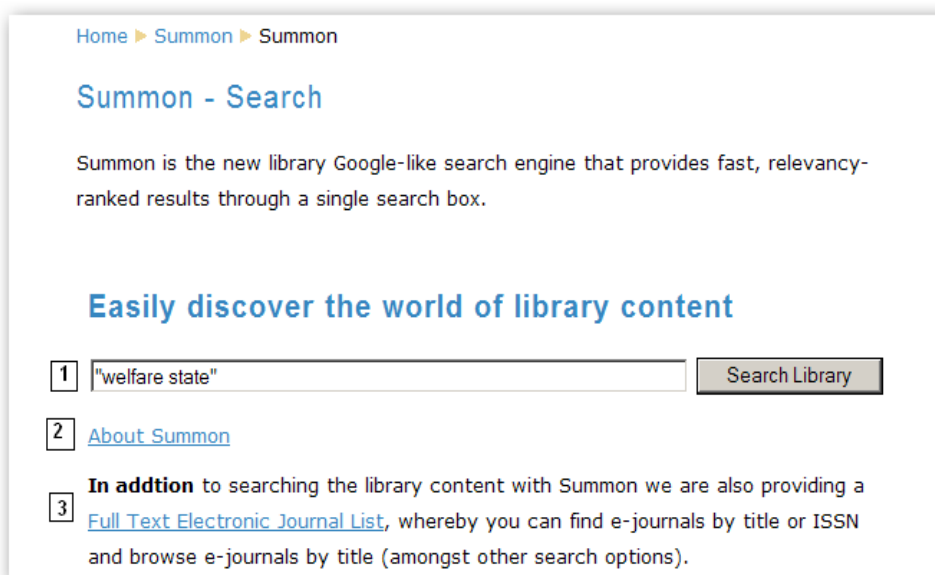 Home ▶ Summon ▶ Summon
Summon - Search
Summon is the new library Google-like search engine that provides fast, relevancy-
ranked results through a single search box.
Easily discover the world of library content
1 "welfare state" Search Library
2 About Summon
In addtion to searching the library content with Summon we are also providing a
3 Full Text Electronic Journal List, whereby you can find e-journals by title or ISSN
and browse e-journals by title (amongst other search options).